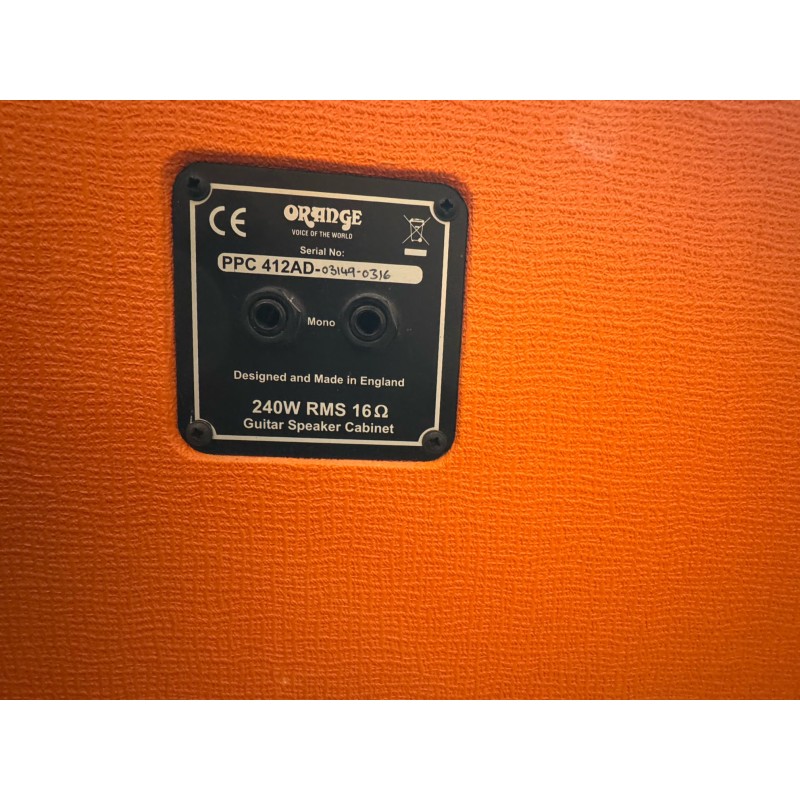 CE
ORANGE
VOICE OF THE WORLD
Serial No:
PPC 412AD-03149-0316
Mono
Designed and Made in England
240W RMS 16Ω
Guitar Speaker Cabinet